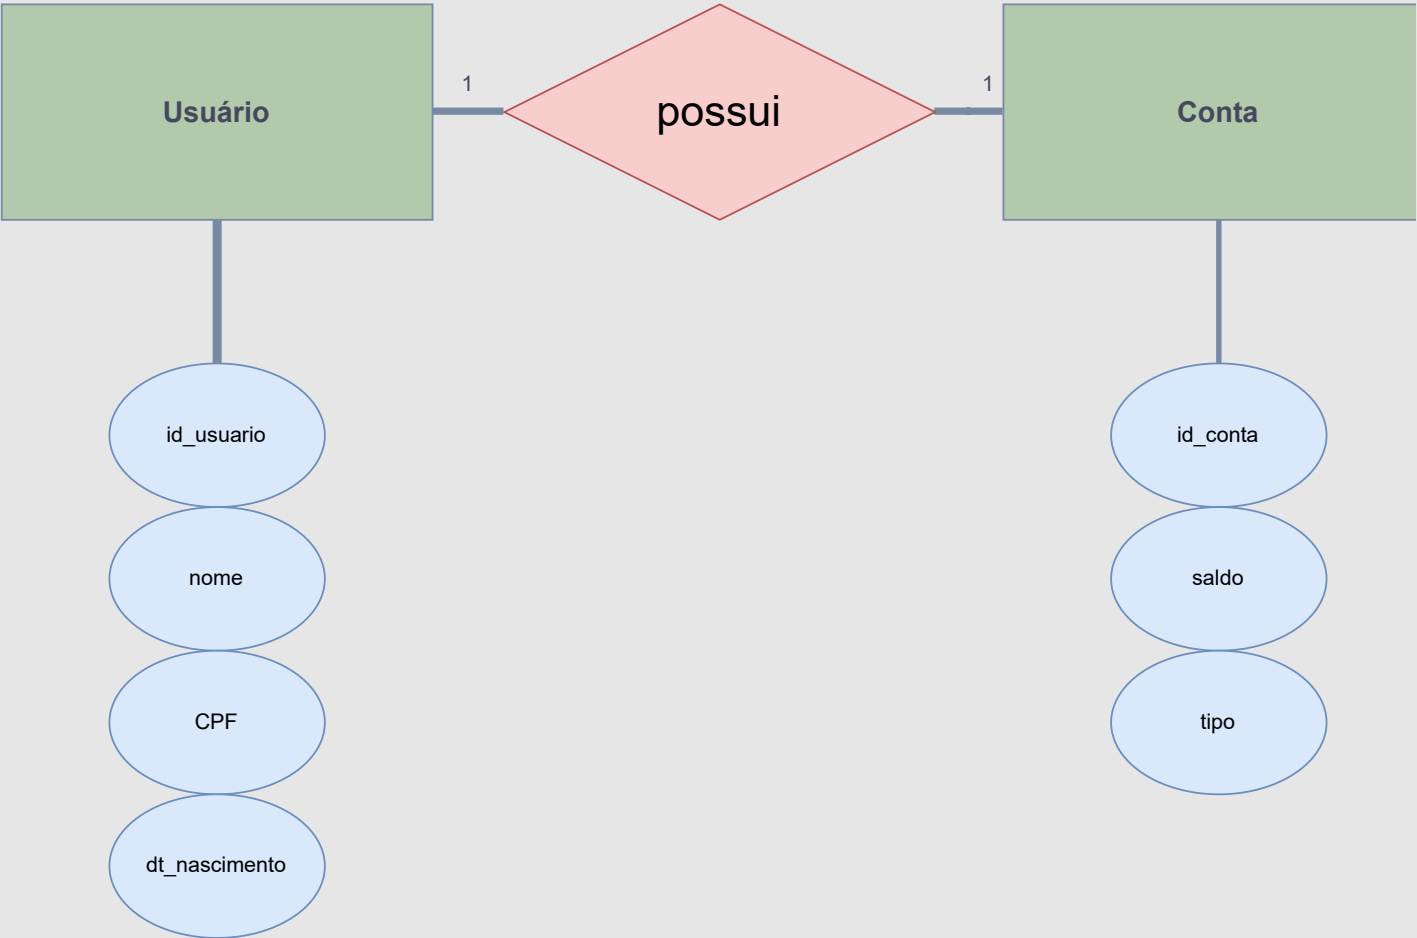 Usuário
1
possui
1
Conta
id_usuario
nome
CPF
dt_nascimento
id_conta
saldo
tipo